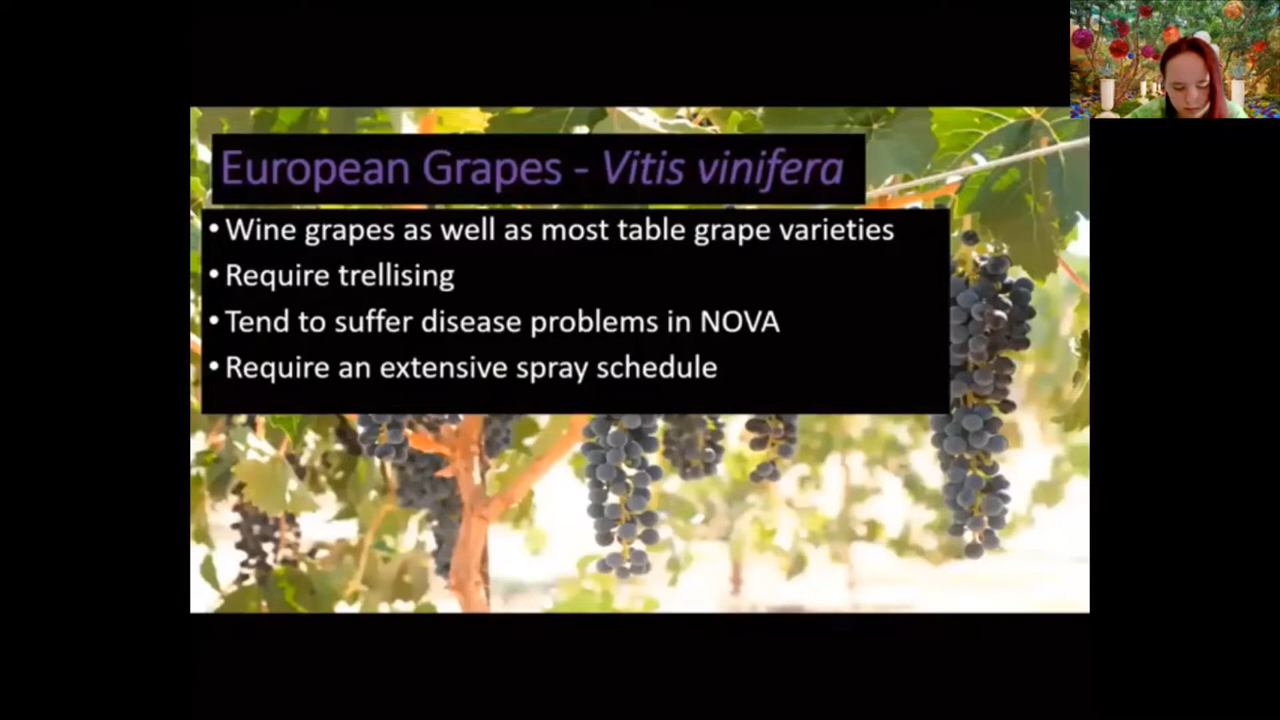 European Grapes - Vitis vinifera
• Wine grapes as well as most table grape varieties
• Require trellising
• Tend to suffer disease problems in NOVA
• Require an extensive spray schedule